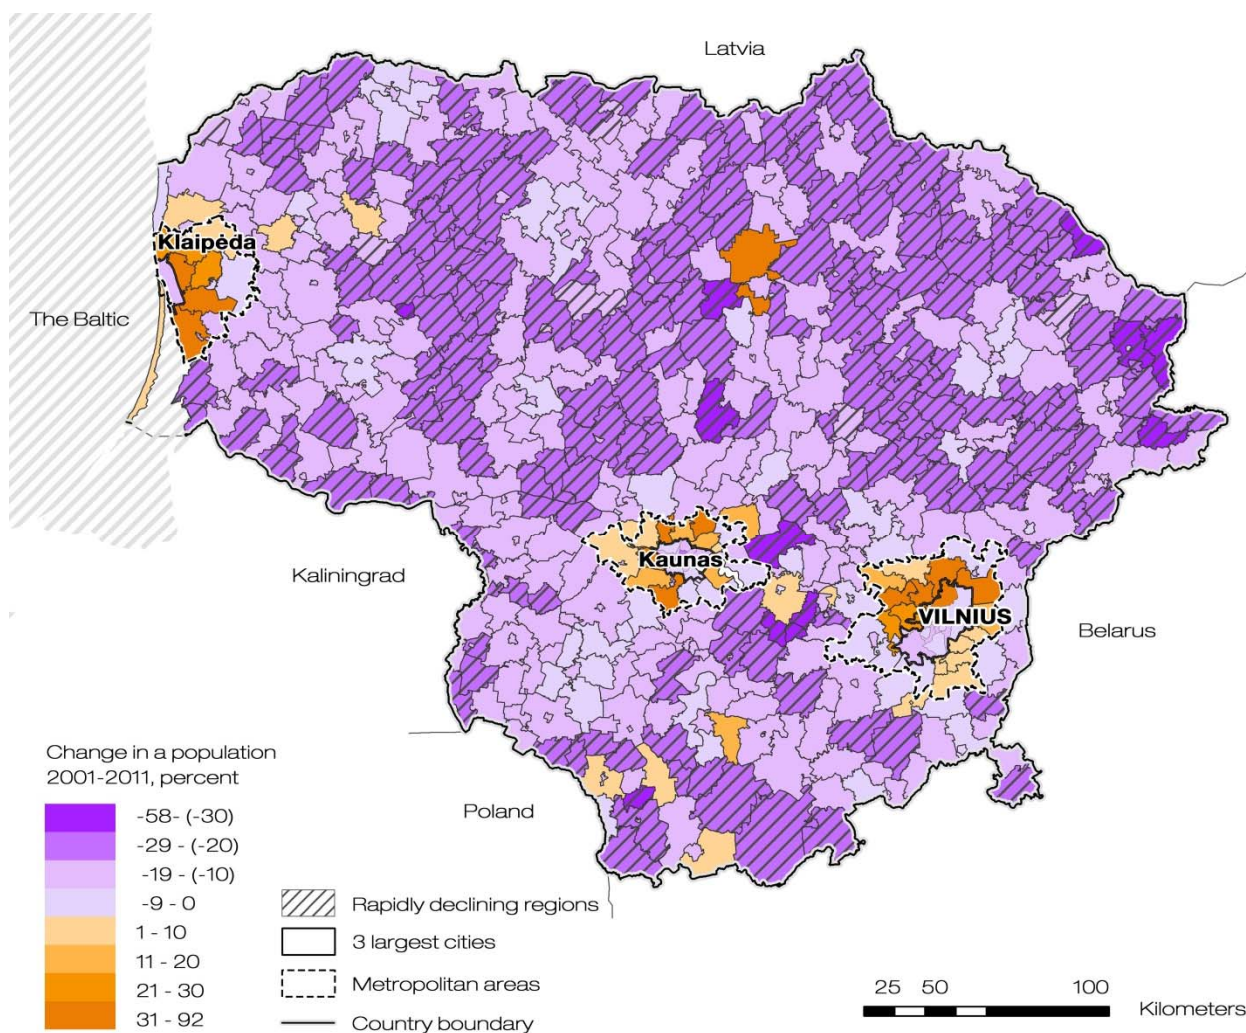 Latvia
Klaipėda
The Baltic
Kaunas
Kaliningrad
VILNIUS
Belarus
Poland
Change in a population
2001-2011, percent
-58- (-30)
-29 - (-20)
-19 - (-10)
-9 - 0
1 - 10
11 - 20
21 - 30
31 - 92
Rapidly declining regions
3 largest cities
Metropolitan areas
Country boundary
25 50 100
Kilometers